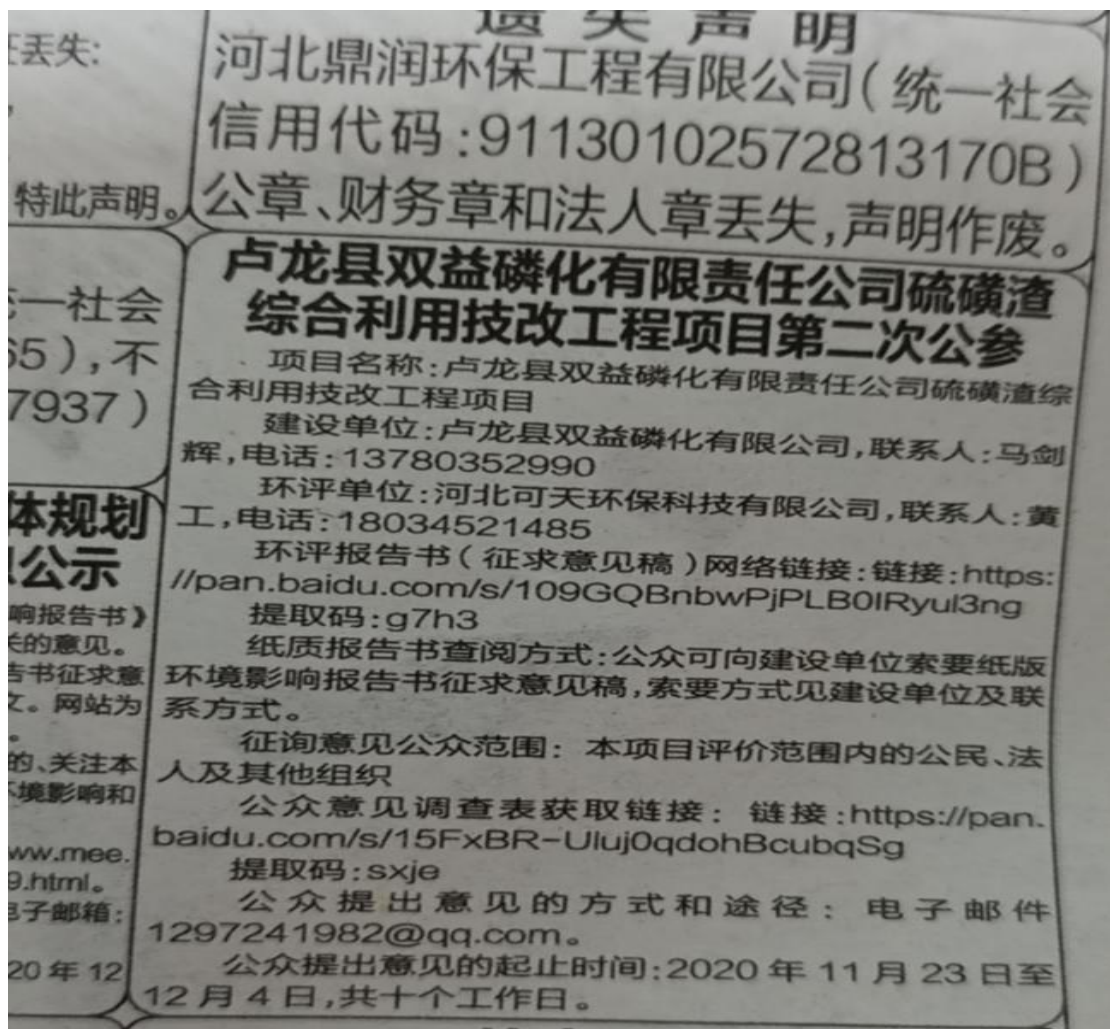 遗失声明
河北鼎润环保工程有限公司(统一社会
信用代码:91130102572813170B)
公章、财务章和法人章丢失,声明作废。
卢龙县双益磷化有限责任公司硫磺渣
综合利用技改工程项目第二次公参
项目名称:卢龙县双益磷化有限责任公司硫磺渣综
合利用技改工程项目
建设单位:卢龙县双益磷化有限公司,联系人:马剑
辉,电话:13780352990
环评单位:河北可天环保科技有限公司,联系人:黄
工,电话:18034521485
环评报告书(征求意见稿)网络链接:链接:https:
//pan.baidu.com/s/109GQBnbwPjPLB0IRyul3ng
提取码:g7h3
纸质报告书查阅方式:公众可向建设单位索要纸版
环境影响报告书征求意见稿,索要方式见建设单位及联
系方式。
征询意见公众范围: 本项目评价范围内的公民、法
人及其他组织
公众意见调查表获取链接: 链接:https://pan.
baidu.com/s/15FxBR-Uluj0qdohBcubqSg
提取码:sxje
公众提出意见的方式和途径: 电子邮件
1297241982@qq.com。
公众提出意见的起止时间:2020年11月23日至
12月4日,共十个工作日。
丢失:
特此声明。
一社会
65),不
7937)
体规划
公示
响报告书》
的意见。
告书征求意
文。网站为
的、关注本
境影响和
ww.mee.
9.html。
电子邮箱:
20年12